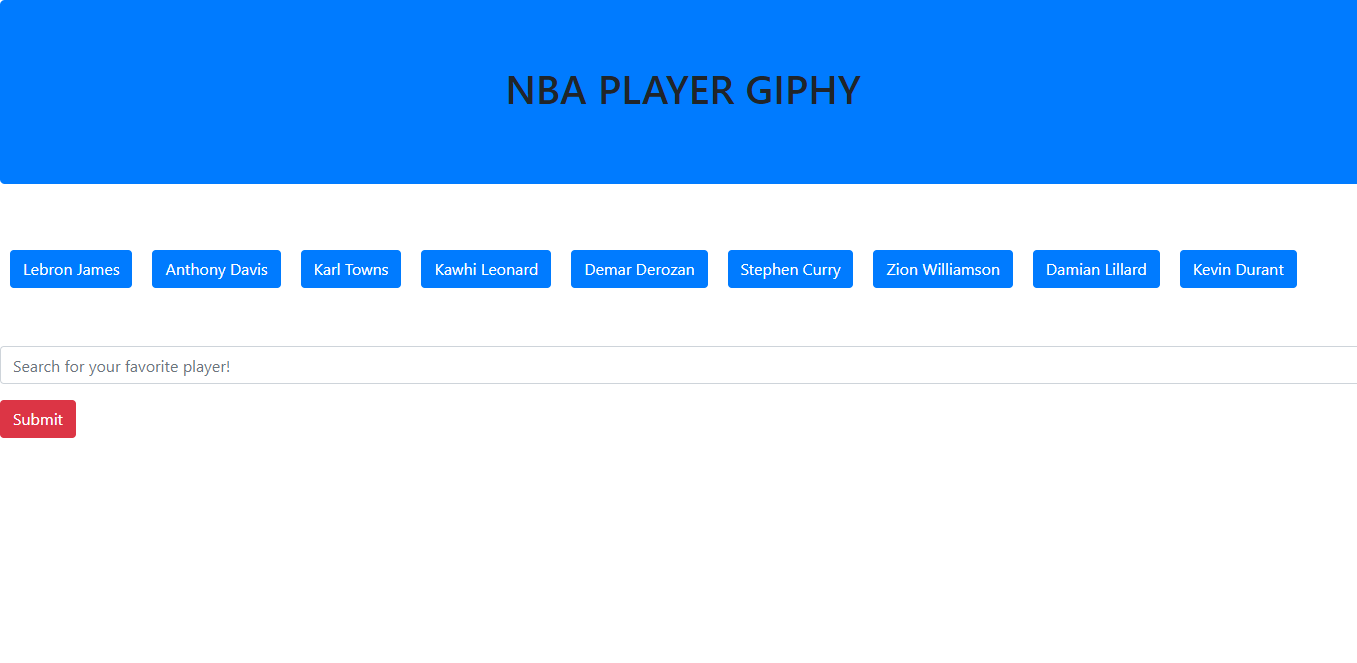 NBA PLAYER GIPHY
Lebron James Anthony Davis Karl Towns Kawhi Leonard Demar Derozan Stephen Curry Zion Williamson Damian Lillard Kevin Durant
Search for your favorite player!
Submit